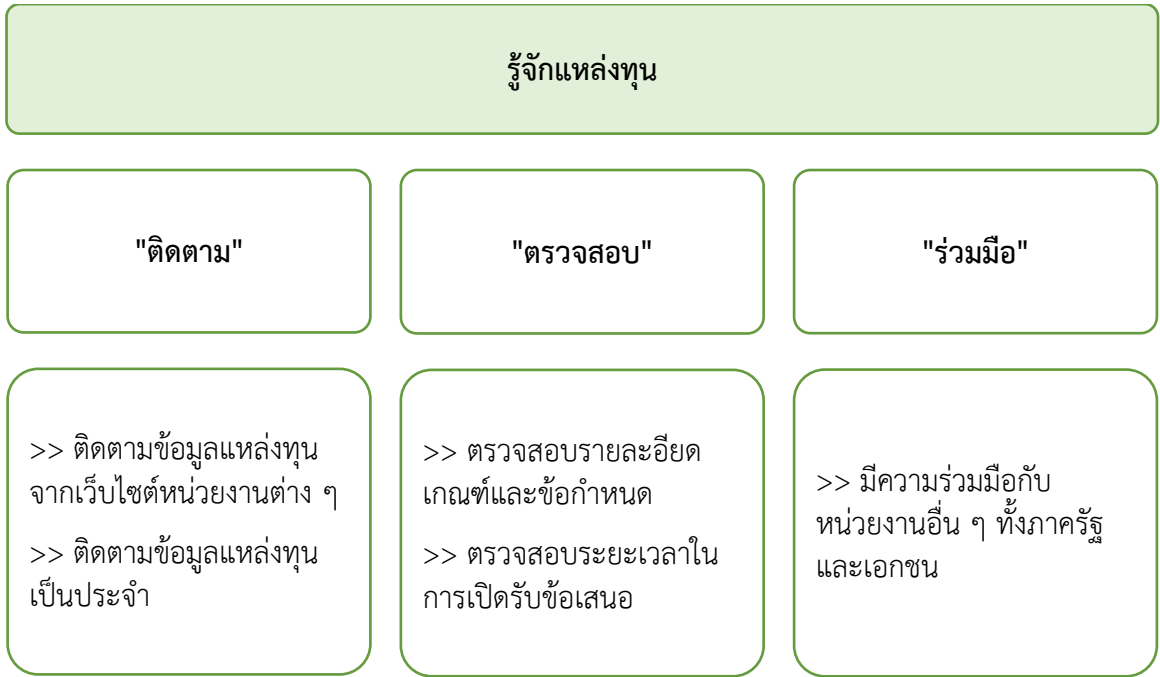 รู้จักแหล่งทุน
"ติดตาม"
"ตรวจสอบ"
"ร่วมมือ"
>> ติดตามข้อมูลแหล่งทุน
จากเว็บไซต์หน่วยงานต่าง ๆ
>> ติดตามข้อมูลแหล่งทุน
เป็นประจำ
>> ตรวจสอบรายละอียด
เกณฑ์และข้อกำหนด
>> ตรวจสอบระยะเวลาใน
การเปิดรับข้อเสนอ
>> มีความร่วมมือกับ
หน่วยงานอื่น ๆ ทั้งภาครัฐ
และเอกชน